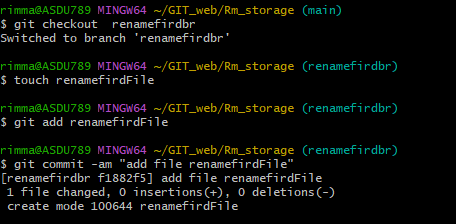 rimma@ASDU789 MINGW64 ~/GIT_web/Rm_storage (main)
$ git checkout  renamefirdbr
Switched to branch 'renamefirdbr'
rimma@ASDU789 MINGW64 ~/GIT_web/Rm_storage (renamefirdbr)
$ touch renamefirdFile
rimma@ASDU789 MINGW64 ~/GIT_web/Rm_storage (renamefirdbr)
$ git add renamefirdFile
rimma@ASDU789 MINGW64 ~/GIT_web/Rm_storage (renamefirdbr)
$ git commit -am "add file renamefirdFile"
[renamefirdbr f1882f5] add file renamefirdFile
 1 file changed, 0 insertions(+), 0 deletions(-)
 create mode 100644 renamefirdFile